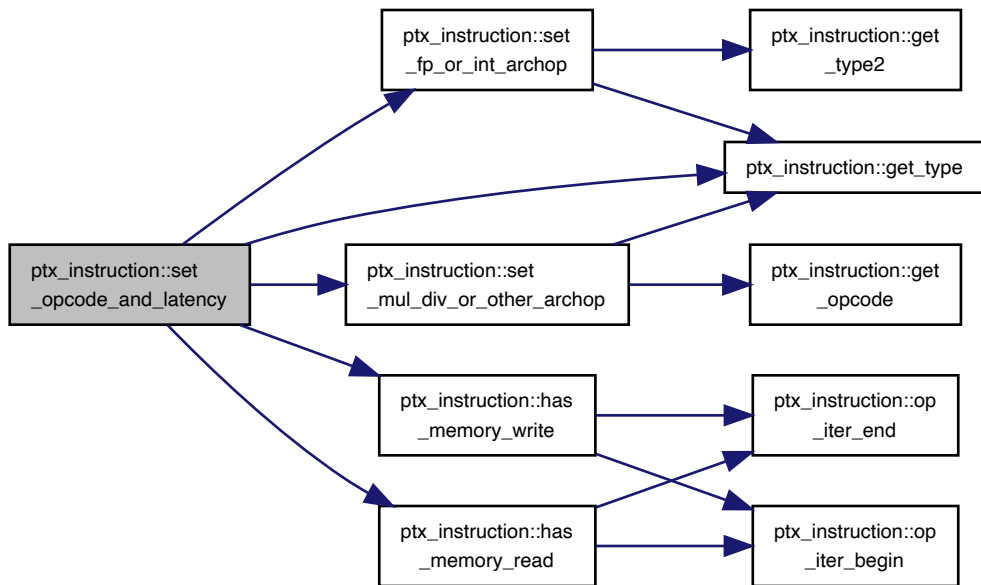 ptx_instruction::set
_fp_or_int_archop
ptx_instruction::get
_type2
ptx_instruction::get_type
ptx_instruction::set
_opcode_and_latency
ptx_instruction::set
_mul_div_or_other_archop
ptx_instruction::get
_opcode
ptx_instruction::has
_memory_write
ptx_instruction::op
_iter_end
ptx_instruction::has
_memory_read
ptx_instruction::op
_iter_begin